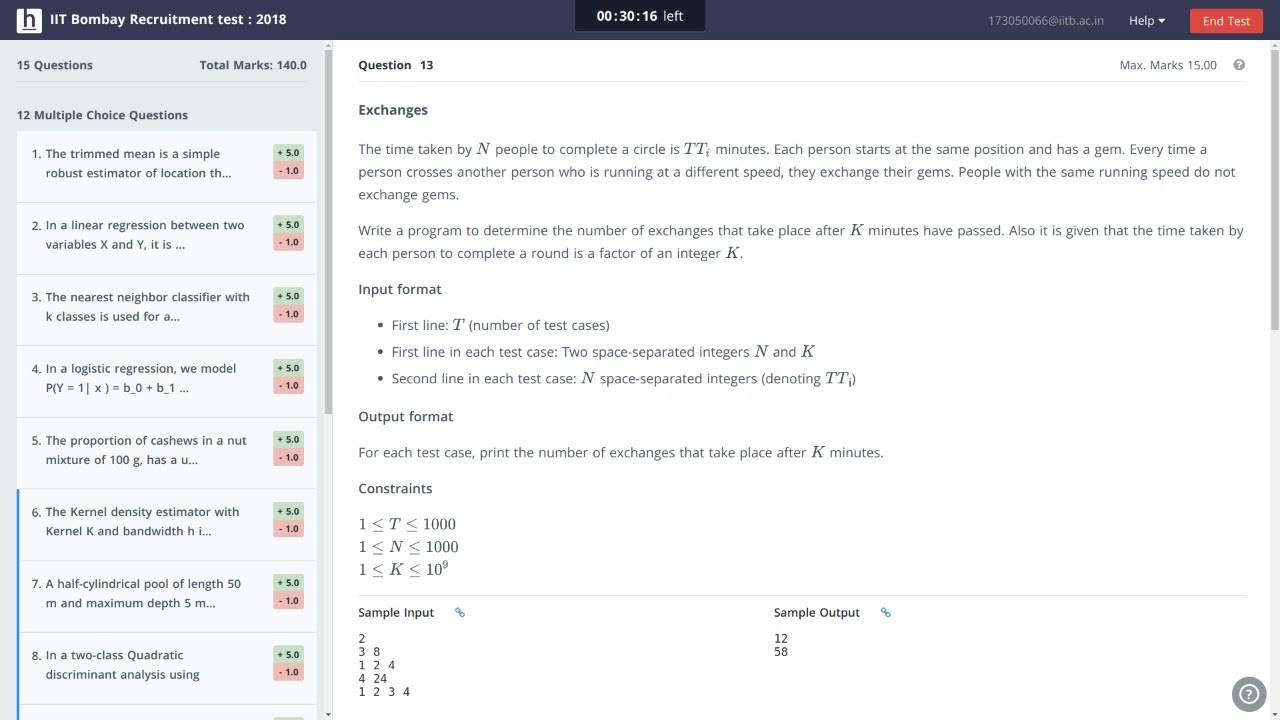 h IIT Bombay Recruitment test : 2018
00:30:16 left
173050066@iitb.ac.in
Help
End Test
15 Questions
Total Marks: 140.0
12 Multiple Choice Questions
1. The trimmed mean is a simple
robust estimator of location th...
+ 5.0
- 1.0
2. In a linear regression between two
variables X and Y, it is ...
+ 5.0
- 1.0
3. The nearest neighbor classifier with
k classes is used for a...
+ 5.0
- 1.0
4. In a logistic regression, we model
P(Y = 1| x ) = b_0 + b_1 ...
+ 5.0
- 1.0
5. The proportion of cashews in a nut
mixture of 100 g, has a u...
+ 5.0
- 1.0
6. The Kernel density estimator with
Kernel K and bandwidth h i...
+ 5.0
- 1.0
7. A half-cylindrical pool of length 50
m and maximum depth 5 m...
+ 5.0
- 1.0
8. In a two-class Quadratic
discriminant analysis using
+ 5.0
- 1.0
Question 13
Max. Marks 15.00
Exchanges
The time taken by N people to complete a circle is TTᵢ minutes. Each person starts at the same position and has a gem. Every time a
person crosses another person who is running at a different speed, they exchange their gems. People with the same running speed do not
exchange gems.
Write a program to determine the number of exchanges that take place after K minutes have passed. Also it is given that the time taken by
each person to complete a round is a factor of an integer K.
Input format
• First line: T (number of test cases)
• First line in each test case: Two space-separated integers N and K
• Second line in each test case: N space-separated integers (denoting TTᵢ)
Output format
For each test case, print the number of exchanges that take place after K minutes.
Constraints
1 ≤ T ≤ 1000
1 ≤ N ≤ 1000
1 ≤ K ≤ 10⁹
Sample Input
2
3 8
1 2 4
4 24
1 2 3 4
Sample Output
12
58